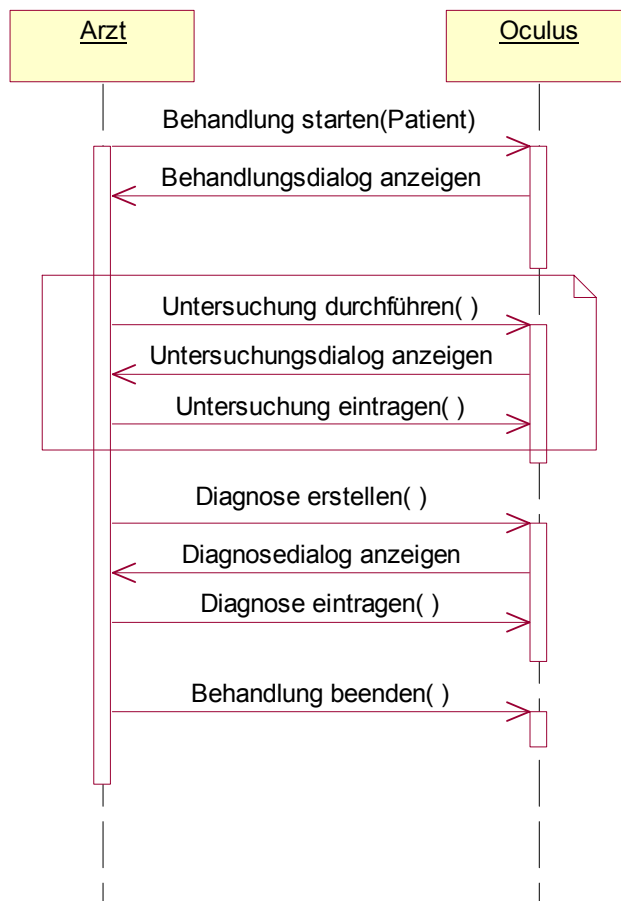 Arzt
Oculus
Behandlung starten(Patient)
Behandlungsdialog anzeigen
Untersuchung durchführen( )
Untersuchungsdialog anzeigen
Untersuchung eintragen( )
Diagnose erstellen( )
Diagnosedialog anzeigen
Diagnose eintragen( )
Behandlung beenden( )